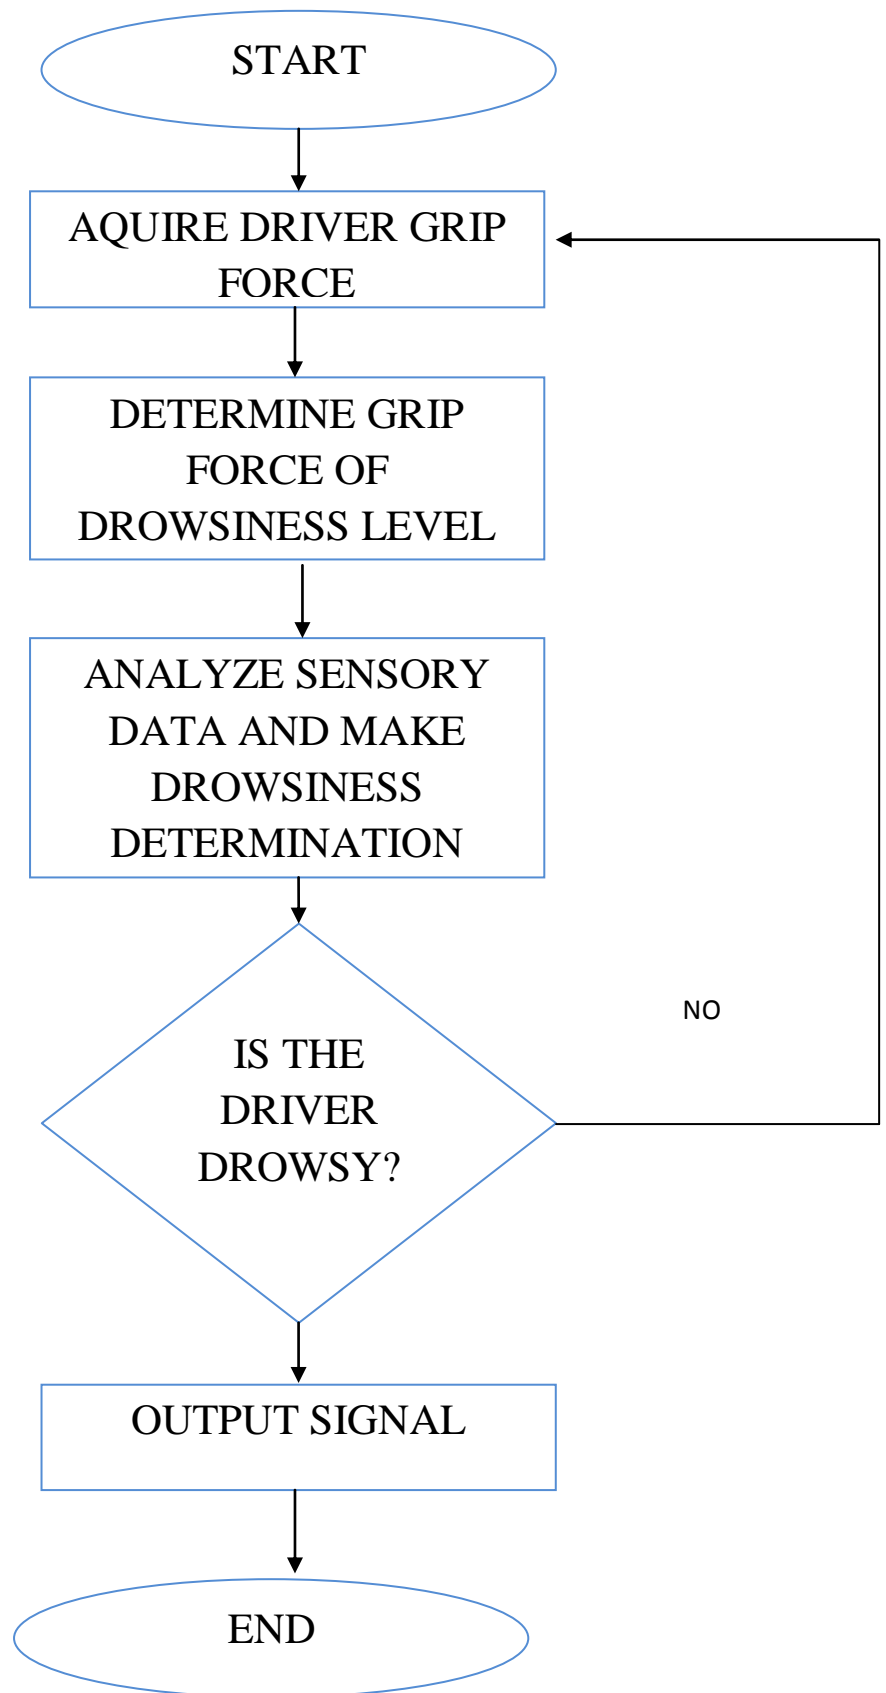 START
AQUIRE DRIVER GRIP
FORCE
DETERMINE GRIP
FORCE OF
DROWSINESS LEVEL
ANALYZE SENSORY
DATA AND MAKE
DROWSINESS
DETERMINATION
NO
IS THE
DRIVER
DROWSY?
OUTPUT SIGNAL
END